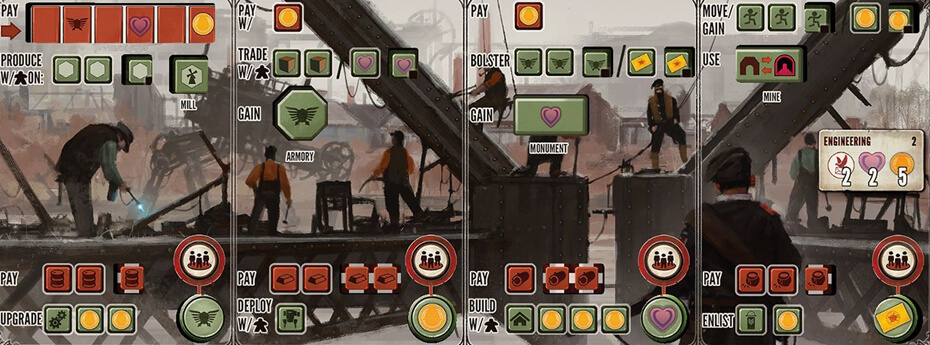 PAY
PRODUCE
W/ ON:
MILL
PAY
UPGRADE
PAY
W/
TRADE
W/
GAIN
ARMORY
PAY
DEPLOY
W/
PAY
BOLSTER
W/
/
GAIN
MONUMENT
PAY
BUILD
W/
MOVE/
GAIN
/
USE
MINE
ENGINEERING 2
2 2 5
PAY
ENLIST